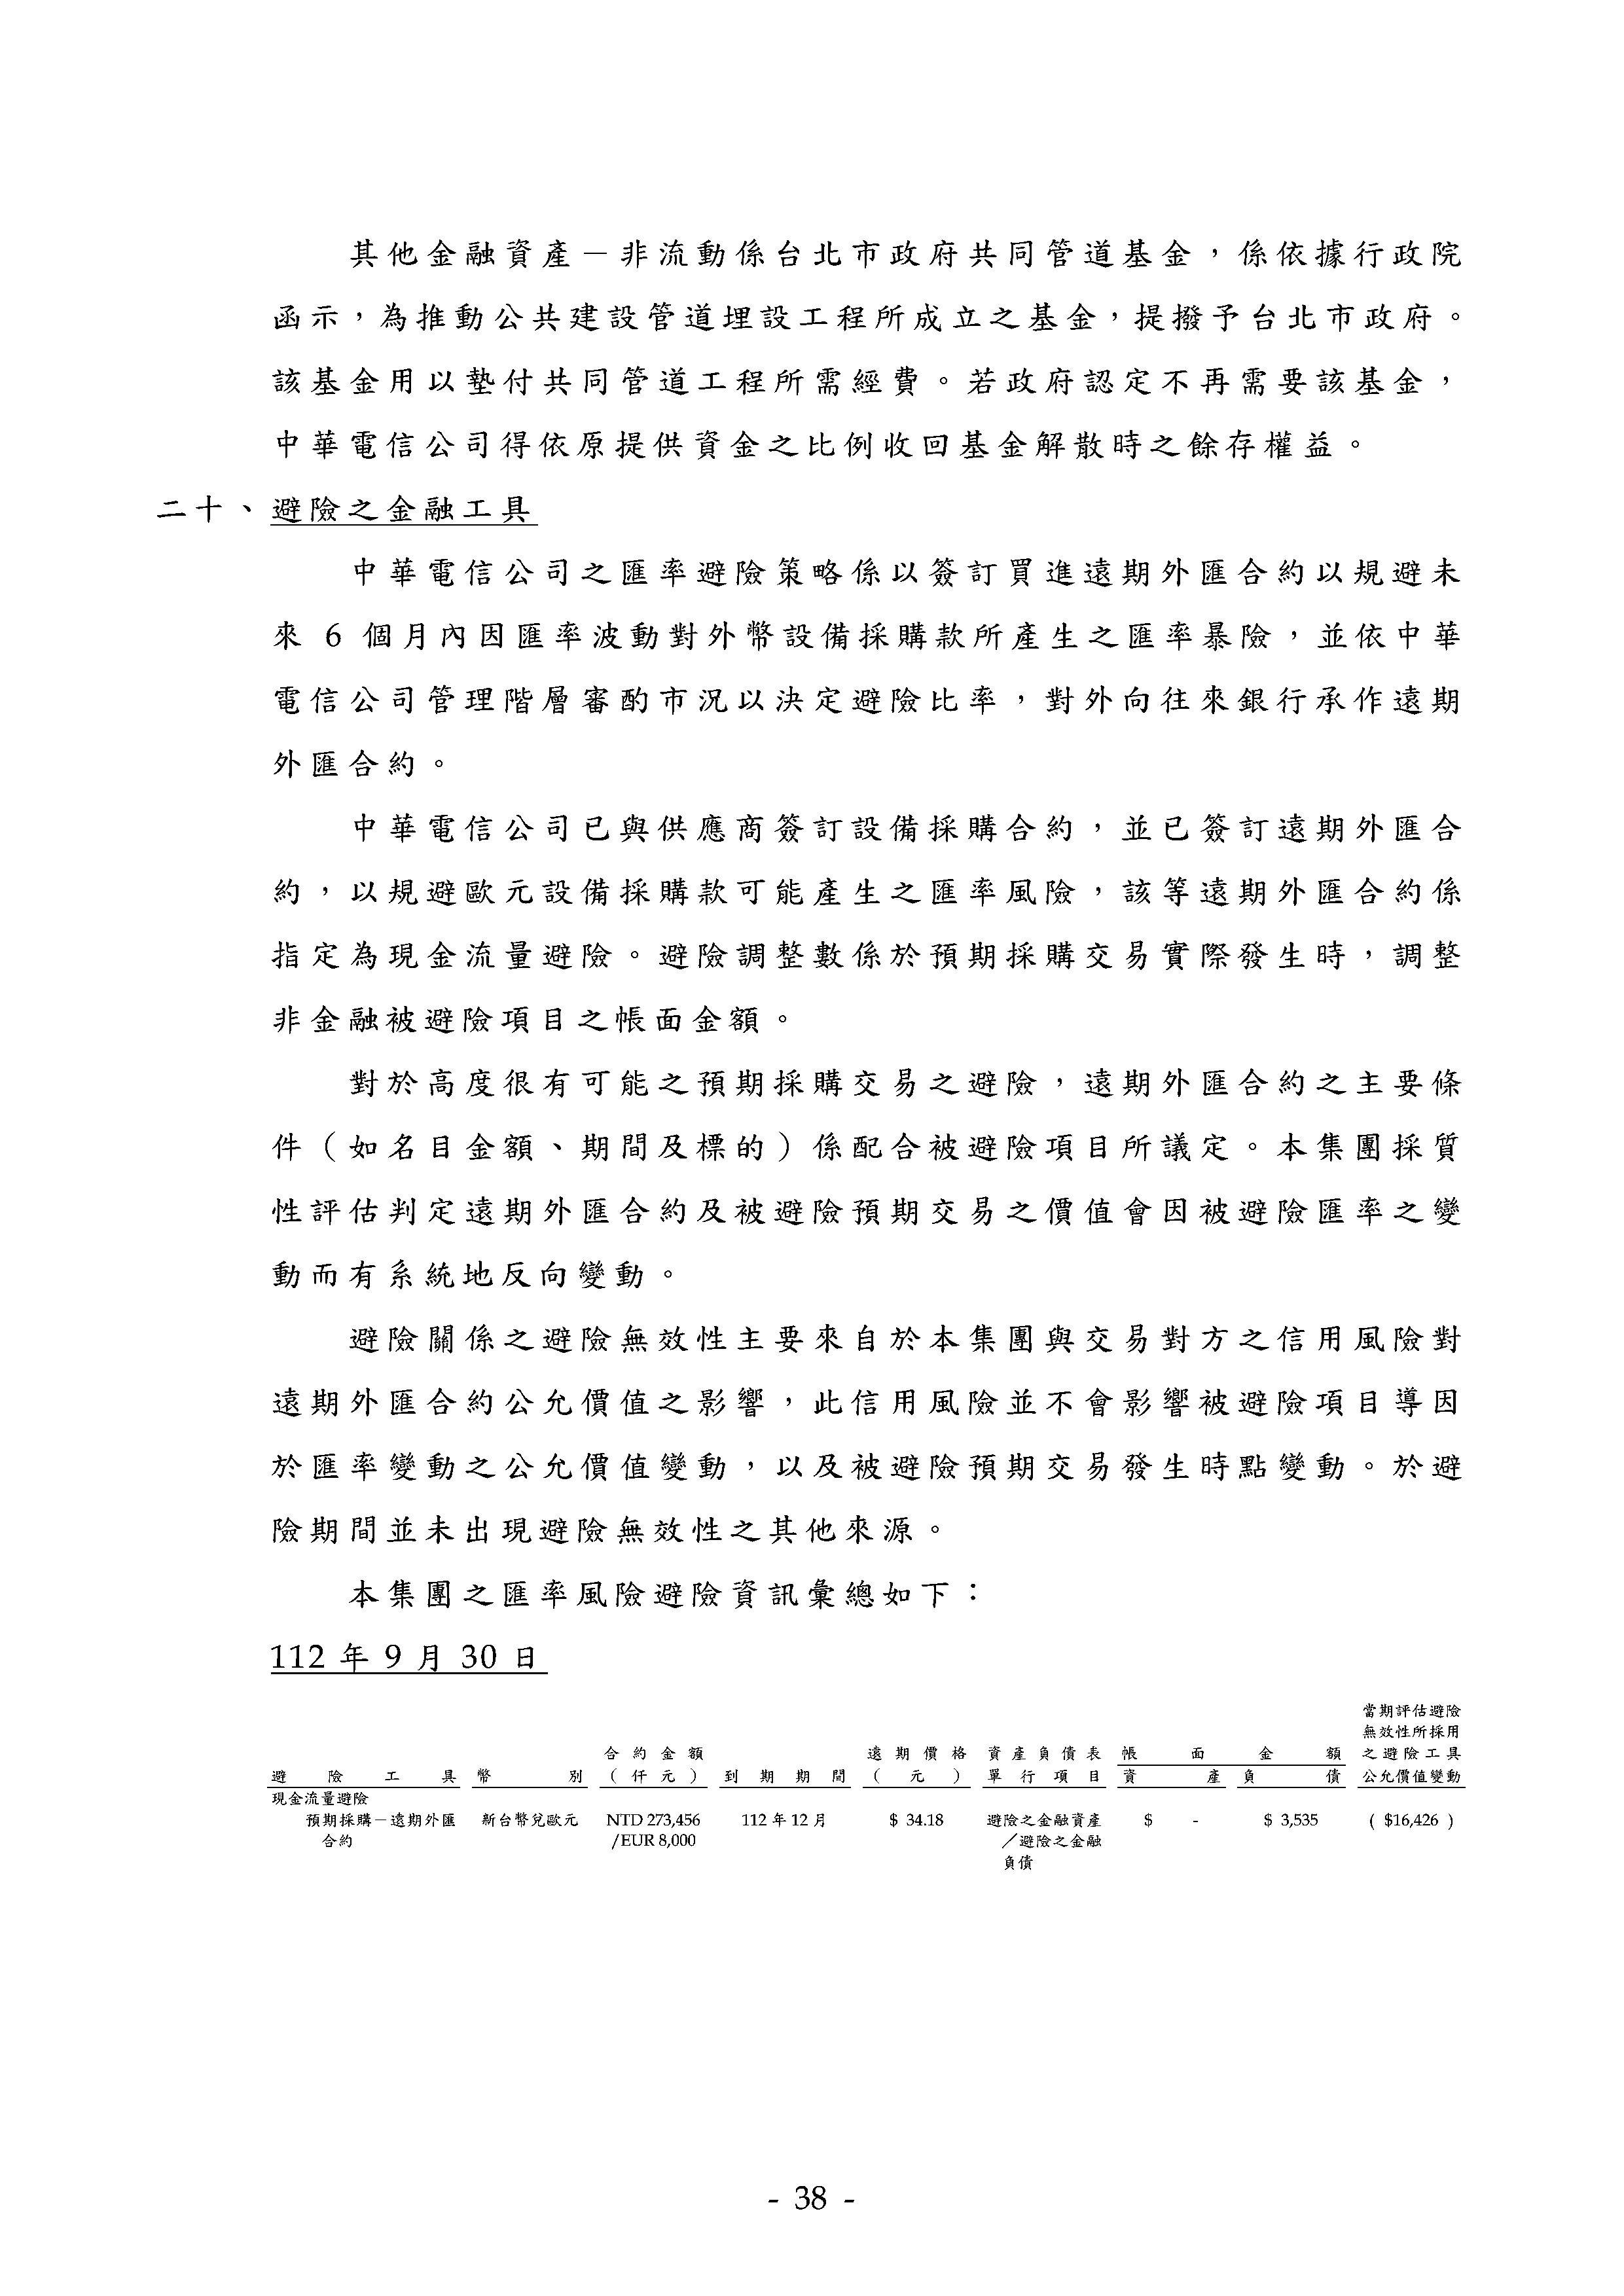 其他金融資產－非流動係台北市政府共同管道基金，係依據行政院
函示，為推動公共建設管道埋設工程所成立之基金，提撥予台北市政府。
該基金用以墊付共同管道工程所需經費。若政府認定不再需要該基金，
中華電信公司得依原提供資金之比例收回基金解散時之餘存權益。
二十、避險之金融工具
中華電信公司之匯率避險策略係以簽訂買進遠期外匯合約以規避未
來 6 個月內因匯率波動對外幣設備採購款所產生之匯率暴險，並依中華
電信公司管理階層審酌市況以決定避險比率，對外向往來銀行承作遠期
外匯合約。
中華電信公司已與供應商簽訂設備採購合約，並已簽訂遠期外匯合
約，以規避歐元設備採購款可能產生之匯率風險，該等遠期外匯合約係
指定為現金流量避險。避險調整數係於預期採購交易實際發生時，調整
非金融被避險項目之帳面金額。
對於高度很有可能之預期採購交易之避險，遠期外匯合約之主要條
件（如名目金額、期間及標的）係配合被避險項目所議定。本集團採質
性評估判定遠期外匯合約及被避險預期交易之價值會因被避險匯率之變
動而有系統地反向變動。
避險關係之避險無效性主要來自於本集團與交易對方之信用風險對
遠期外匯合約公允價值之影響，此信用風險並不會影響被避險項目導因
於匯率變動之公允價值變動，以及被避險預期交易發生時點變動。於避
險期間並未出現避險無效性之其他來源。
本集團之匯率風險避險資訊彙總如下：
112 年 9 月 30 日
當期評估避險
無效性所採用
合約金額 遠期價格 資產負債表 帳面金額 之避險工具
避險工具 幣別 （仟元） 到期期間 （元） 單行項目 資產 負債 公允價值變動
現金流量避險
預期採購－遠期外匯 新台幣兌歐元 NTD 273,456 112 年 12 月 $ 34.18 避險之金融資產 $ - $ 3,535 ( $16,426 )
合約 /EUR 8,000 ／避險之金融
負債
- 38 -